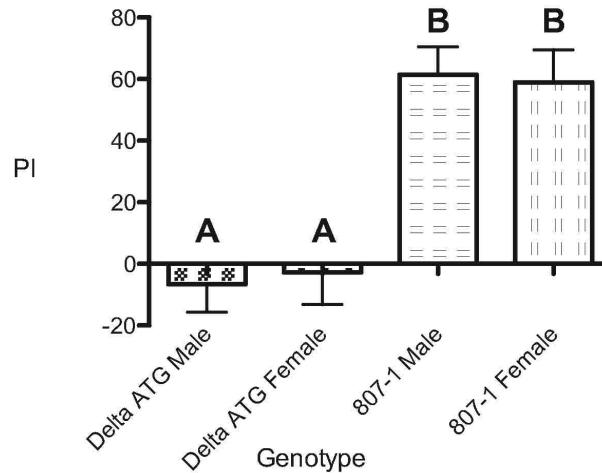 80
60
40
20
0
-20
PI
A
A
B
B
Delta ATG Male
Delta ATG Female
807-1 Male
807-1 Female
Genotype